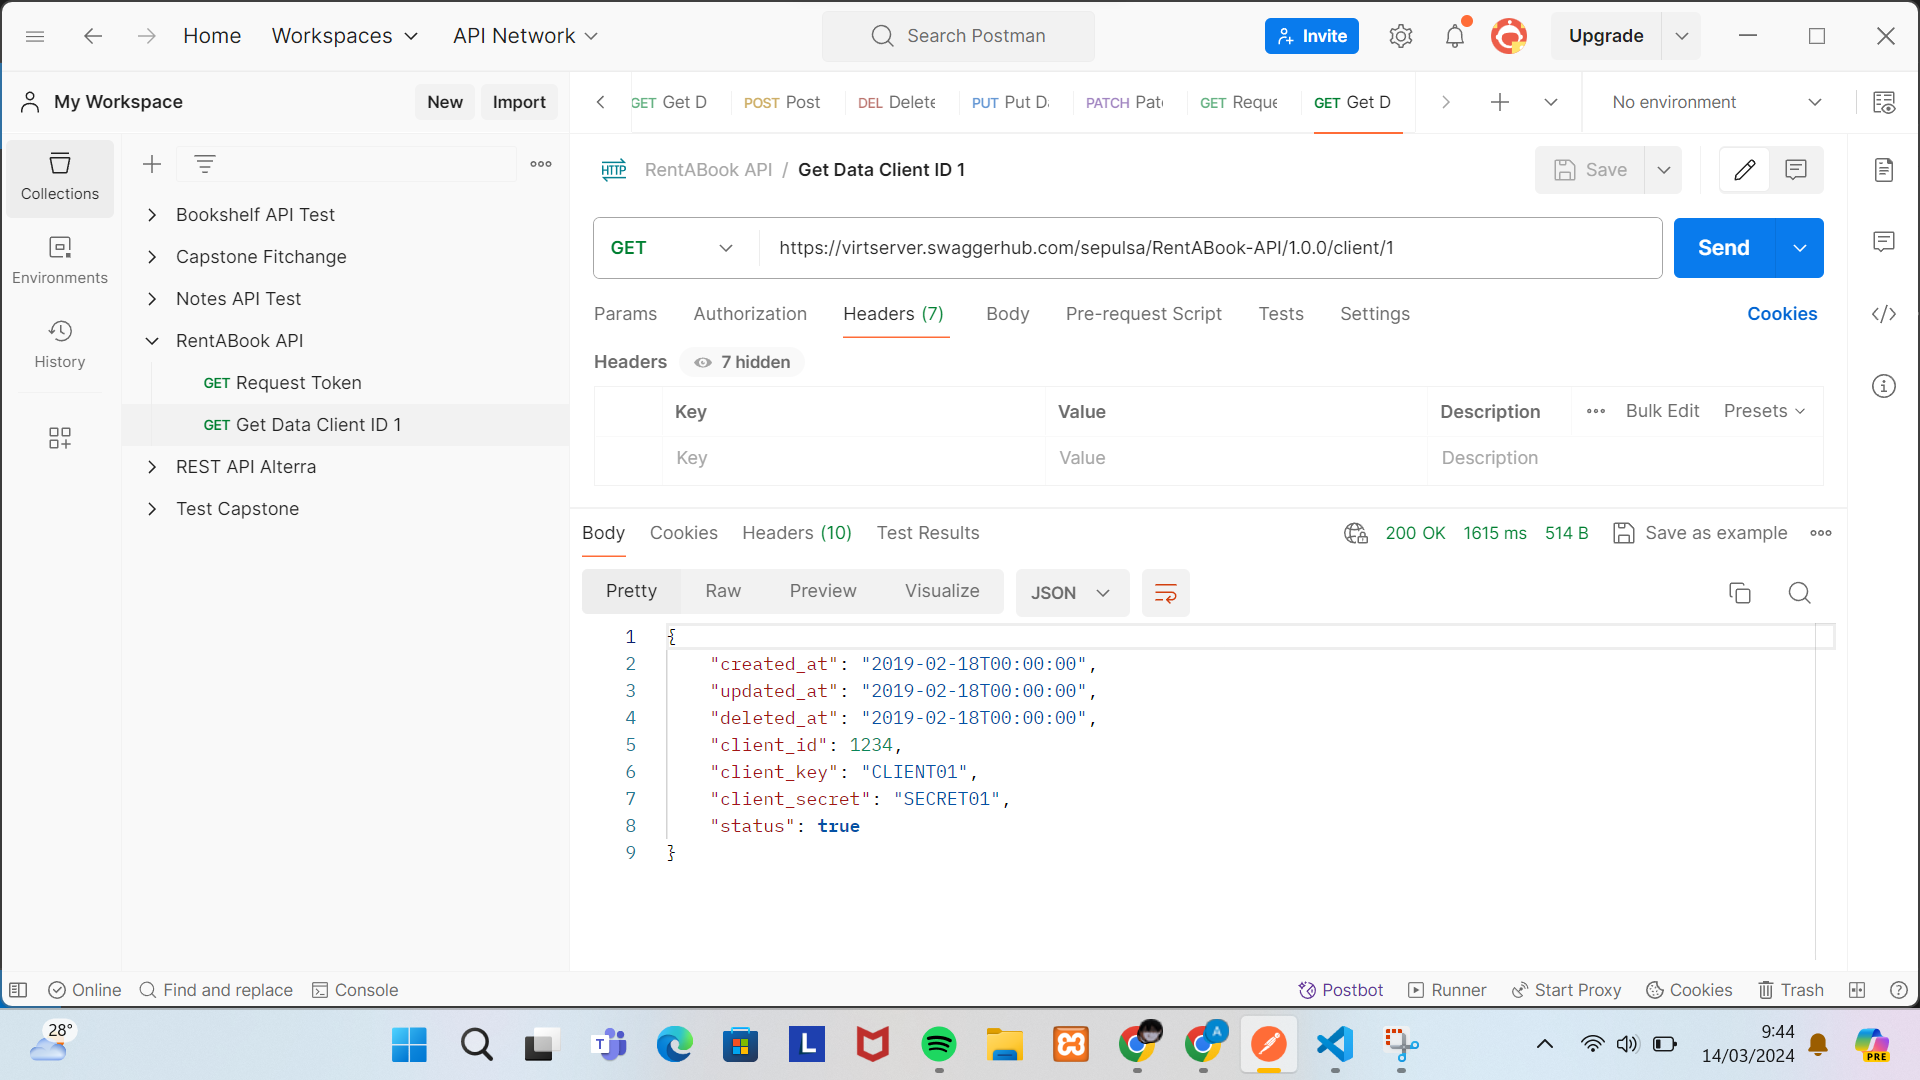 Home
Workspaces
API Network
Search Postman
Invite
Upgrade
My Workspace
New
Import
GET Get D
POST Post
DEL Delete
PUT Put D
PATCH Pat
GET Reque
GET Get D
No environment
Collections
Environments
History
Bookshelf API Test
Capstone Fitchange
Notes API Test
RentABook API
GET Request Token
GET Get Data Client ID 1
REST API Alterra
Test Capstone
HTTP RentABook API / Get Data Client ID 1
Save
GET
https://virtserver.swaggerhub.com/sepulsa/RentABook-API/1.0.0/client/1
Send
Params Authorization Headers (7) Body Pre-request Script Tests Settings
Cookies
Headers 7 hidden
Key Value Description ••• Bulk Edit Presets
Key Value Description
Body Cookies Headers (10) Test Results
200 OK 1615 ms 514 B Save as example
Pretty Raw Preview Visualize JSON
1 {
2 "created_at": "2019-02-18T00:00:00",
3 "updated_at": "2019-02-18T00:00:00",
4 "deleted_at": "2019-02-18T00:00:00",
5 "client_id": 1234,
6 "client_key": "CLIENT01",
7 "client_secret": "SECRET01",
8 "status": true
9 }
Online Find and replace Console
Postbot Runner Start Proxy Cookies Trash
28°
T
L
A
9:44
14/03/2024
PRE